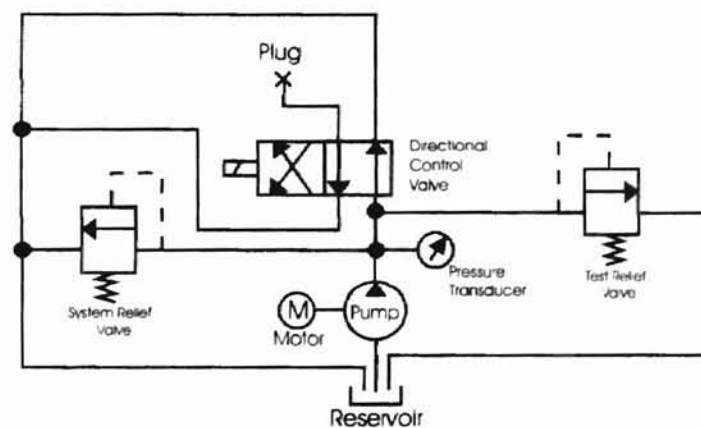 Plug
Directional
Control
Valve
System Relief
Valve
Pressure
Transducer
Test Relief
Valve
M
Motor
Pump
Reservoir